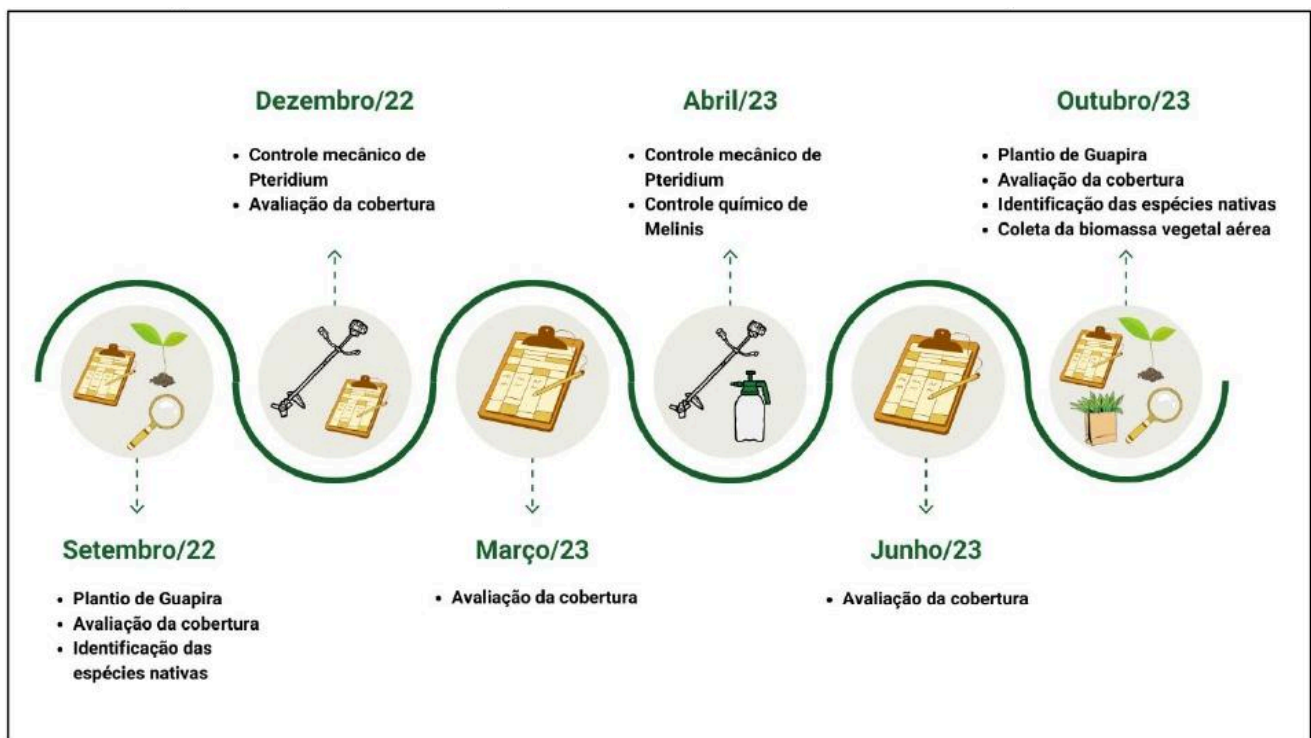 Dezembro/22
• Controle mecânico de
Pteridium
• Avaliação da cobertura
Abril/23
• Controle mecânico de
Pteridium
• Controle químico de
Melinis
Outubro/23
• Plantio de Guapira
• Avaliação da cobertura
• Identificação das espécies nativas
• Coleta da biomassa vegetal aérea
Setembro/22
• Plantio de Guapira
• Avaliação da cobertura
• Identificação das
espécies nativas
Março/23
• Avaliação da cobertura
Junho/23
• Avaliação da cobertura